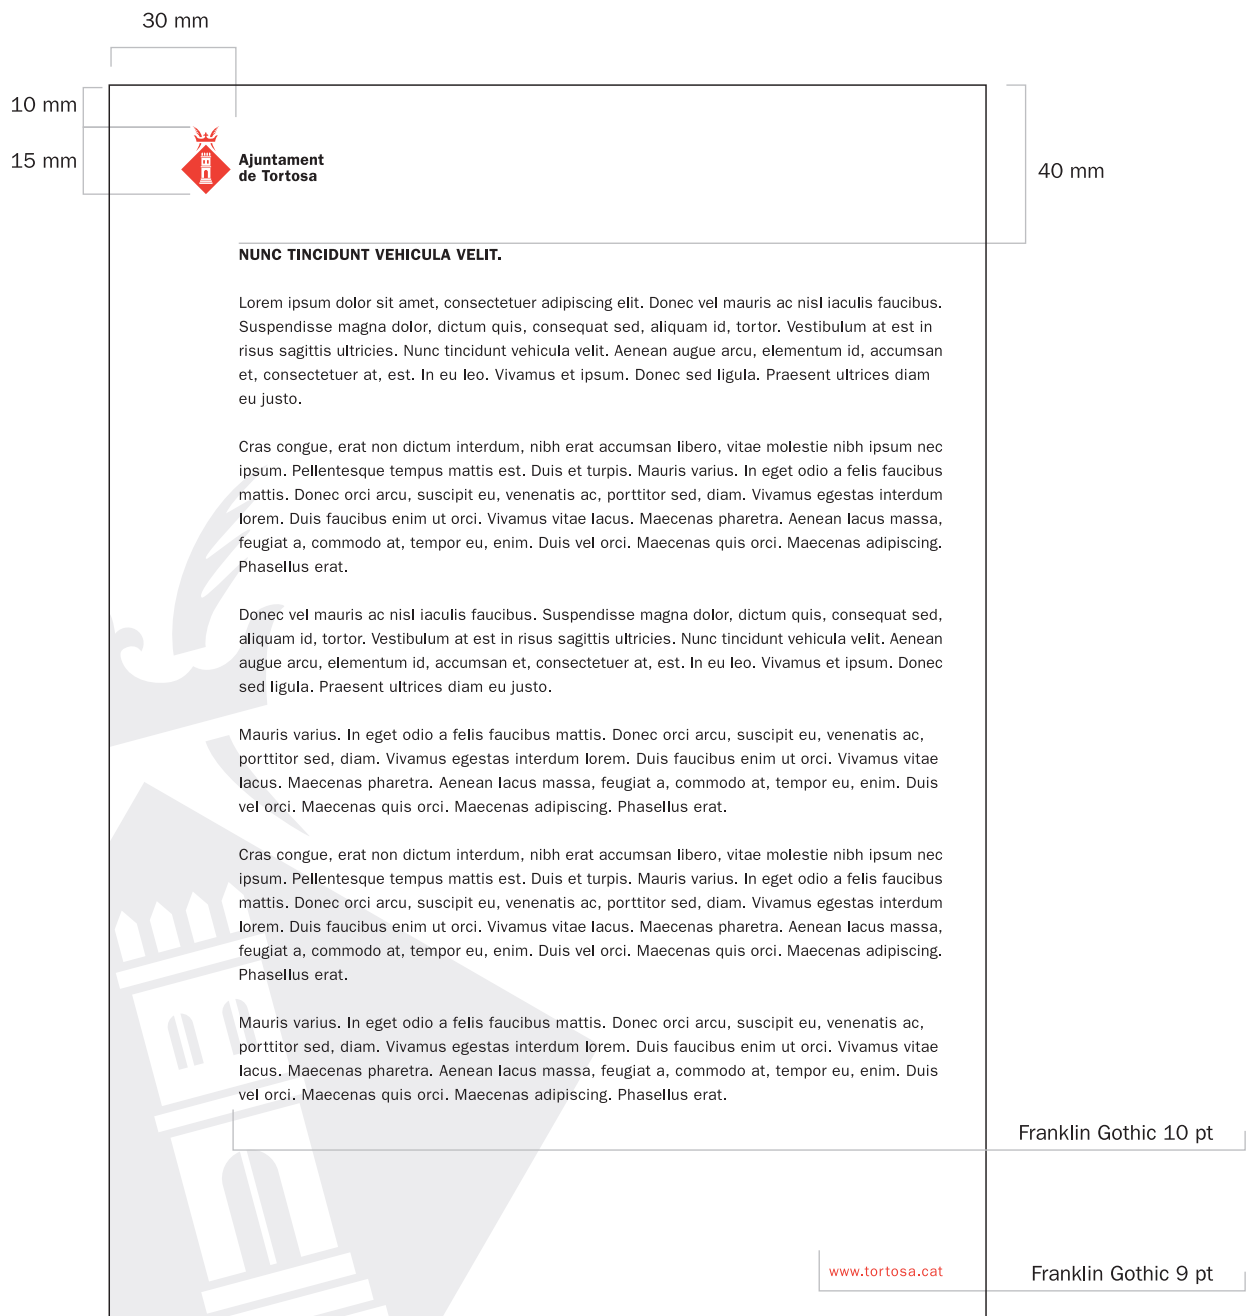 30 mm
10 mm
15 mm
Ajuntament
de Tortosa
40 mm
NUNC TINCIDUNT VEHICULA VELIT.
Lorem ipsum dolor sit amet, consectetuer adipiscing elit. Donec vel mauris ac nisl iaculis faucibus.
Suspendisse magna dolor, dictum quis, consequat sed, aliquam id, tortor. Vestibulum at est in
risus sagittis ultricies. Nunc tincidunt vehicula velit. Aenean augue arcu, elementum id, accumsan
et, consectetuer at, est. In eu leo. Vivamus et ipsum. Donec sed ligula. Praesent ultrices diam
eu justo.
Cras congue, erat non dictum interdum, nibh erat accumsan libero, vitae molestie nibh ipsum nec
ipsum. Pellentesque tempus mattis est. Duis et turpis. Mauris varius. In eget odio a felis faucibus
mattis. Donec orci arcu, suscipit eu, venenatis ac, porttitor sed, diam. Vivamus egestas interdum
lorem. Duis faucibus enim ut orci. Vivamus vitae lacus. Maecenas pharetra. Aenean lacus massa,
feugiat a, commodo at, tempor eu, enim. Duis vel orci. Maecenas quis orci. Maecenas adipiscing.
Phasellus erat.
Donec vel mauris ac nisl iaculis faucibus. Suspendisse magna dolor, dictum quis, consequat sed,
aliquam id, tortor. Vestibulum at est in risus sagittis ultricies. Nunc tincidunt vehicula velit. Aenean
augue arcu, elementum id, accumsan et, consectetuer at, est. In eu leo. Vivamus et ipsum. Donec
sed ligula. Praesent ultrices diam eu justo.
Mauris varius. In eget odio a felis faucibus mattis. Donec orci arcu, suscipit eu, venenatis ac,
porttitor sed, diam. Vivamus egestas interdum lorem. Duis faucibus enim ut orci. Vivamus vitae
lacus. Maecenas pharetra. Aenean lacus massa, feugiat a, commodo at, tempor eu, enim. Duis
vel orci. Maecenas quis orci. Maecenas adipiscing. Phasellus erat.
Cras congue, erat non dictum interdum, nibh erat accumsan libero, vitae molestie nibh ipsum nec
ipsum. Pellentesque tempus mattis est. Duis et turpis. Mauris varius. In eget odio a felis faucibus
mattis. Donec orci arcu, suscipit eu, venenatis ac, porttitor sed, diam. Vivamus egestas interdum
lorem. Duis faucibus enim ut orci. Vivamus vitae lacus. Maecenas pharetra. Aenean lacus massa,
feugiat a, commodo at, tempor eu, enim. Duis vel orci. Maecenas quis orci. Maecenas adipiscing.
Phasellus erat.
Mauris varius. In eget odio a felis faucibus mattis. Donec orci arcu, suscipit eu, venenatis ac,
porttitor sed, diam. Vivamus egestas interdum lorem. Duis faucibus enim ut orci. Vivamus vitae
lacus. Maecenas pharetra. Aenean lacus massa, feugiat a, commodo at, tempor eu, enim. Duis
vel orci. Maecenas quis orci. Maecenas adipiscing. Phasellus erat.
Franklin Gothic 10 pt
www.tortosa.cat
Franklin Gothic 9 pt